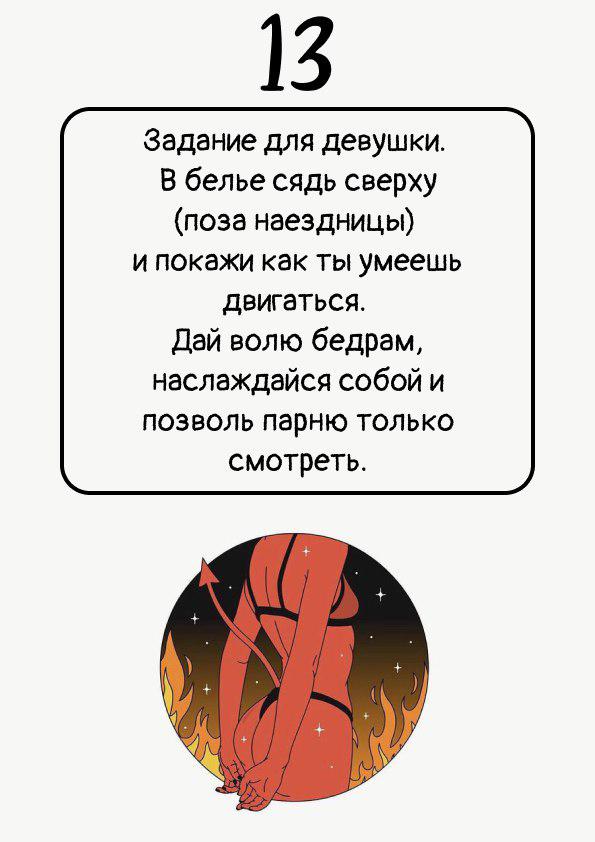 13
Задание для девушки.
В белье сядь сверху
(поза наездницы)
и покажи как ты умеешь
двигаться.
Дай волю бедрам,
наслаждайся собой и
позволь парню только
смотреть.